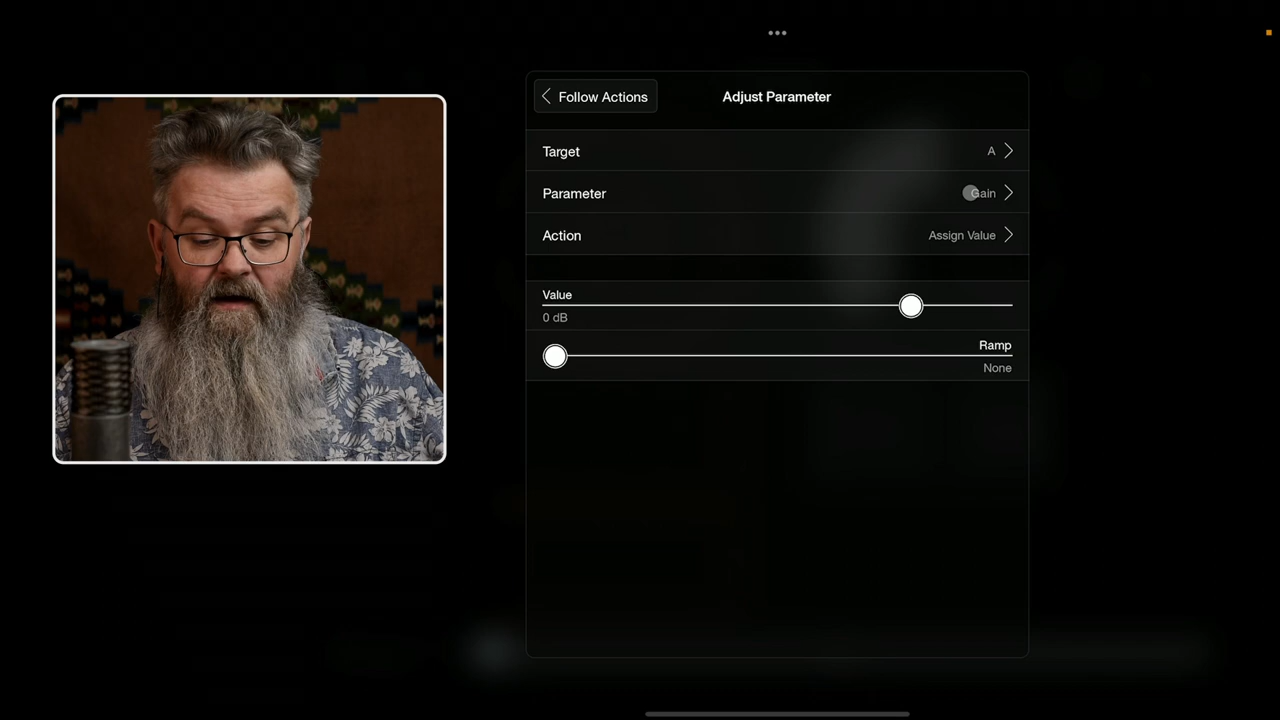 Follow Actions
Adjust Parameter
Target
A
Parameter
Gain
Action
Assign Value
Value
0 dB
Ramp
None